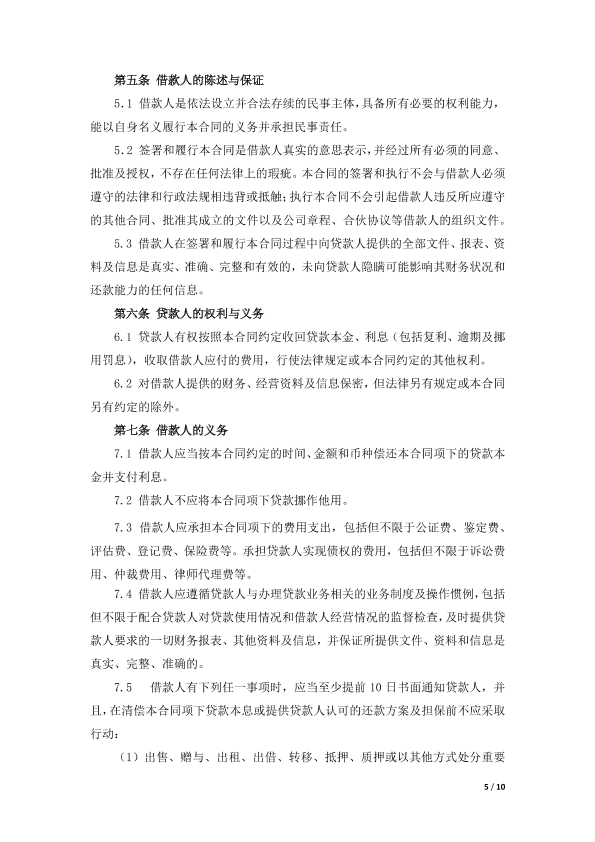 第五条 借款人的陈述与保证
5.1 借款人是依法设立并合法存续的民事主体，具备所有必要的权利能力，
能以自身名义履行本合同的义务并承担民事责任。
5.2 签署和履行本合同是借款人真实的意思表示，并经过所有必须的同意、
批准及授权，不存在任何法律上的瑕疵。本合同的签署和执行不会与借款人必须
遵守的法律和行政法规相违背或抵触；执行本合同不会引起借款人违反所应遵守
的其他合同、批准其成立的文件以及公司章程、合伙协议等借款人的组织文件。
5.3 借款人在签署和履行本合同过程中向贷款人提供的全部文件、报表、资
料及信息是真实、准确、完整和有效的，未向贷款人隐瞒可能影响其财务状况和
还款能力的任何信息。
第六条 贷款人的权利与义务
6.1 贷款人有权按照本合同约定收回贷款本金、利息（包括复利、逾期及挪
用罚息），收取借款人应付的费用，行使法律规定或本合同约定的其他权利。
6.2 对借款人提供的财务、经营资料及信息保密，但法律另有规定或本合同
另有约定的除外。
第七条 借款人的义务
7.1 借款人应当按本合同约定的时间、金额和币种偿还本合同项下的贷款本
金并支付利息。
7.2 借款人不应将本合同项下贷款挪作他用。
7.3 借款人应承担本合同项下的费用支出，包括但不限于公证费、鉴定费、
评估费、登记费、保险费等。承担贷款人实现债权的费用，包括但不限于诉讼费
用、仲裁费用、律师代理费等。
7.4 借款人应遵循贷款人与办理贷款业务相关的业务制度及操作惯例，包括
但不限于配合贷款人对贷款使用情况和借款人经营情况的监督检查，及时提供贷
款人要求的一切财务报表、其他资料及信息，并保证所提供文件、资料和信息是
真实、完整、准确的。
7.5 借款人有下列任一事项时，应当至少提前 10 日书面通知贷款人，并
且，在清偿本合同项下贷款本息或提供贷款人认可的还款方案及担保前不应采取
行动：
（1）出售、赠与、出租、出借、转移、抵押、质押或以其他方式处分重要
5 / 10